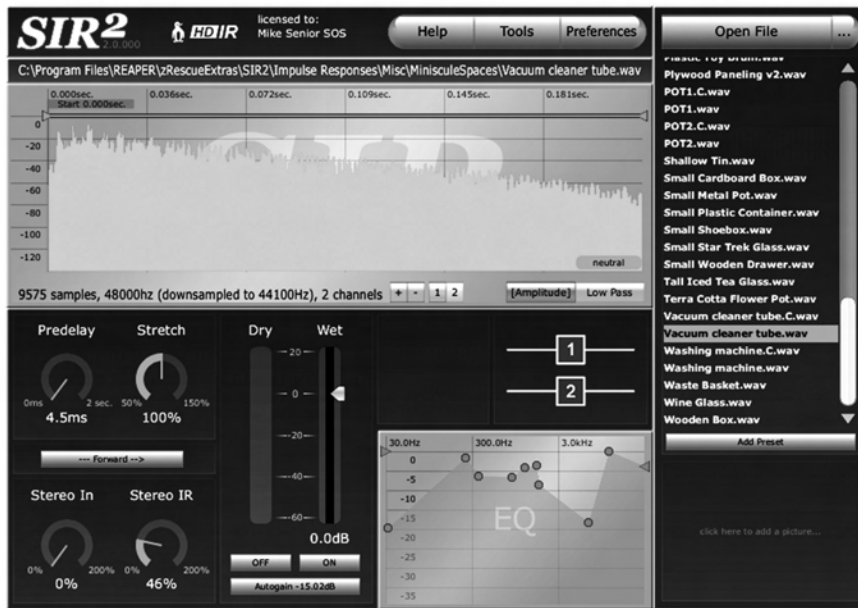 SIR2
2.0.000
HDIR
licensed to:
Mike Senior SOS
Help
Tools
Preferences
Open File
...
C:\Program Files\REAPER\zRescueExtras\SIR2\Impulse Responses\Misc\MinisculeSpaces\Vacuum cleaner tube.wav
0.000sec.
0.036sec.
0.072sec.
0.109sec.
0.145sec.
0.181sec.
Start 0.000sec.
0
-20
-40
-60
-80
-100
-120
neutral
9575 samples, 48000hz (downsampled to 44100Hz), 2 channels
+
-
1
2
[Amplitude]
Low Pass
Plastic Toy Drum.wav
Plywood Paneling v2.wav
POT1.C.wav
POT1.wav
POT2.C.wav
POT2.wav
Shallow Tin.wav
Small Cardboard Box.wav
Small Metal Pot.wav
Small Plastic Container.wav
Small Shoebox.wav
Small Star Trek Glass.wav
Small Wooden Drawer.wav
Tall Iced Tea Glass.wav
Terra Cotta Flower Pot.wav
Vacuum cleaner tube.C.wav
Vacuum cleaner tube.wav
Washing machine.C.wav
Washing machine.wav
Waste Basket.wav
Wine Glass.wav
Wooden Box.wav
Add Preset
click here to add a picture...
Predelay
Stretch
0ms
2 sec.
50%
150%
4.5ms
100%
--- Forward -->
Stereo In
Stereo IR
0%
200%
0%
200%
0%
46%
Dry
Wet
20
0
-20
-40
-60
0.0dB
OFF
ON
Autogain -15.02dB
1
2
30.0Hz
300.0Hz
3.0kHz
0
-5
-10
-15
-20
-25
-30
-35
EQ